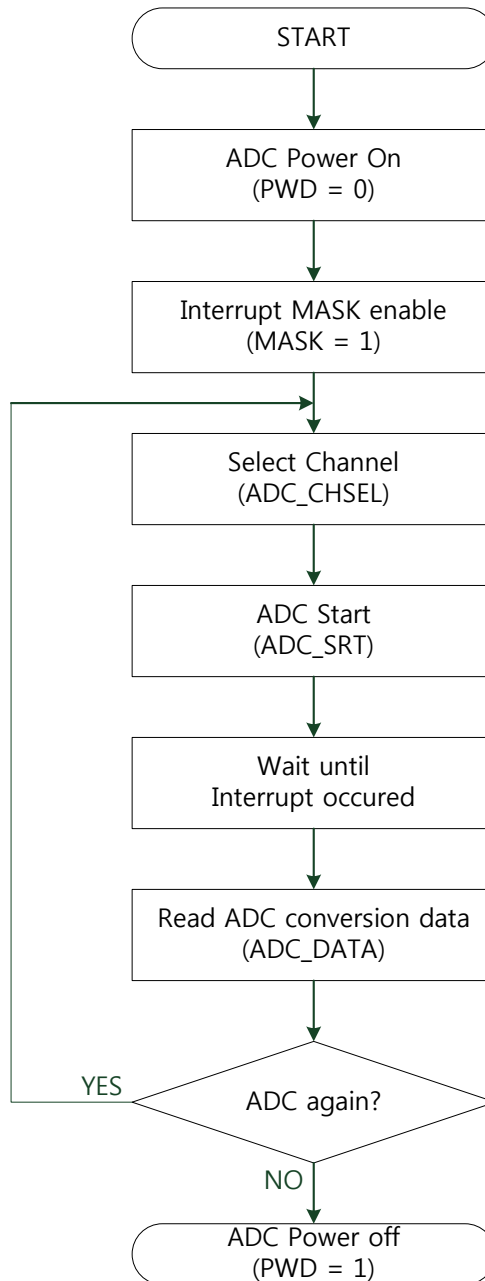 START
ADC Power On
(PWD = 0)
Interrupt MASK enable
(MASK = 1)
Select Channel
(ADC_CHSEL)
ADC Start
(ADC_SRT)
Wait until
Interrupt occured
Read ADC conversion data
(ADC_DATA)
YES
ADC again?
NO
ADC Power off
(PWD = 1)